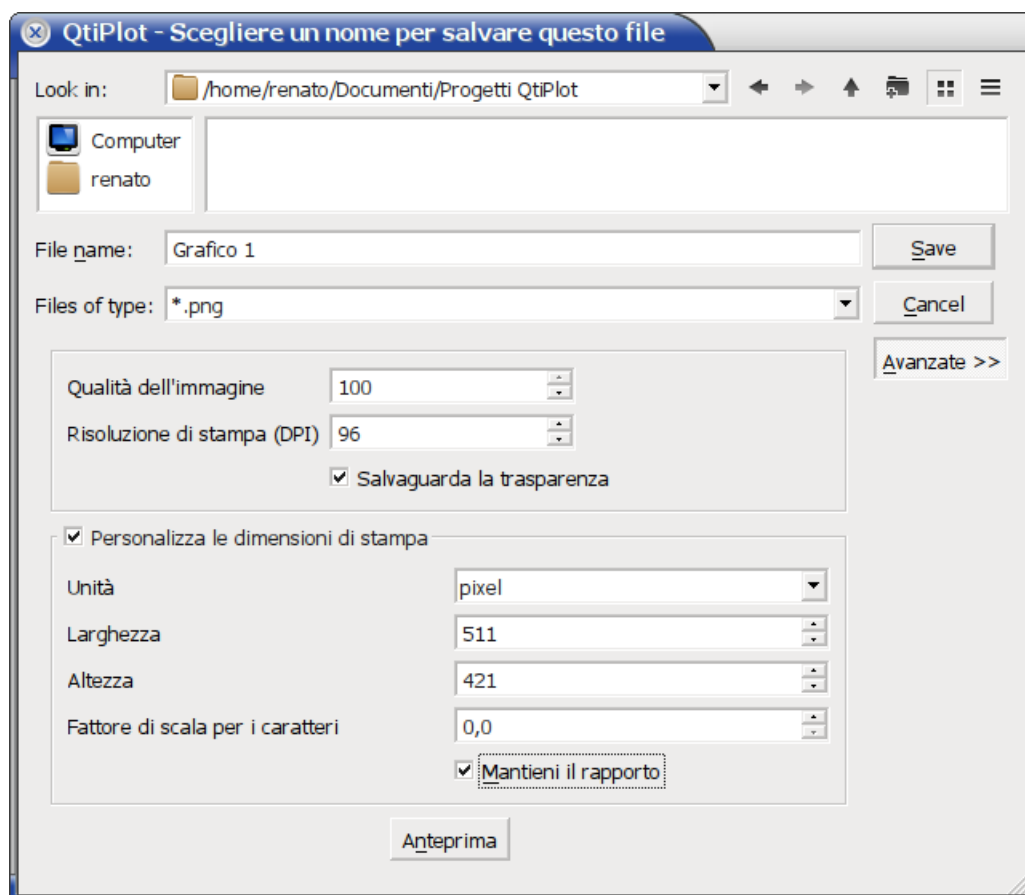 QtiPlot - Scegliere un nome per salvare questo file
Look in: /home/renato/Documenti/Progetti QtiPlot
Computer
renato
File name: Grafico 1 Save
Files of type: *.png Cancel
Avanzate >>
Qualità dell'immagine 100
Risoluzione di stampa (DPI) 96
Salvaguarda la trasparenza
Personalizza le dimensioni di stampa
Unità pixel
Larghezza 511
Altezza 421
Fattore di scala per i caratteri 0,0
Mantieni il rapporto
Anteprima